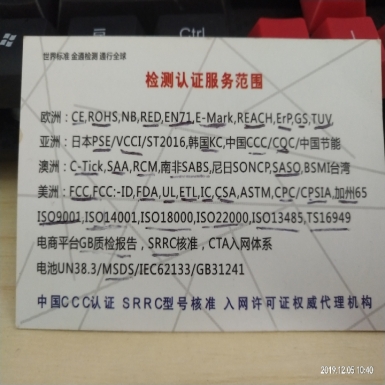 Ctrl
世界标准 金通检测 通行全球
检测认证服务范围
欧洲:CE,ROHS,NB,RED,EN71,E-Mark,REACH,ErP,GS,TUV
亚洲:日本PSE/VCCI/ST2016,韩国KC,中国CCC/CQC/中国节能
澳洲:C-Tick,SAA,RCM,南非SABS,尼日SONCP,SASO,BSMI台湾
美洲:FCC,FCC:-ID,FDA,UL,ETL,IC,CSA,ASTM,CPC/CPSIA,加州65
ISO9001,ISO14001,ISO18000,ISO22000,ISO13485,TS16949
电商平台GB质检报告,SRRC核准,CTA入网体系
电池UN38.3/MSDS/IEC62133/GB31241
中国CCC认证 SRRC型号核准 入网许可证权威代理机构
2019.12.05 10:40